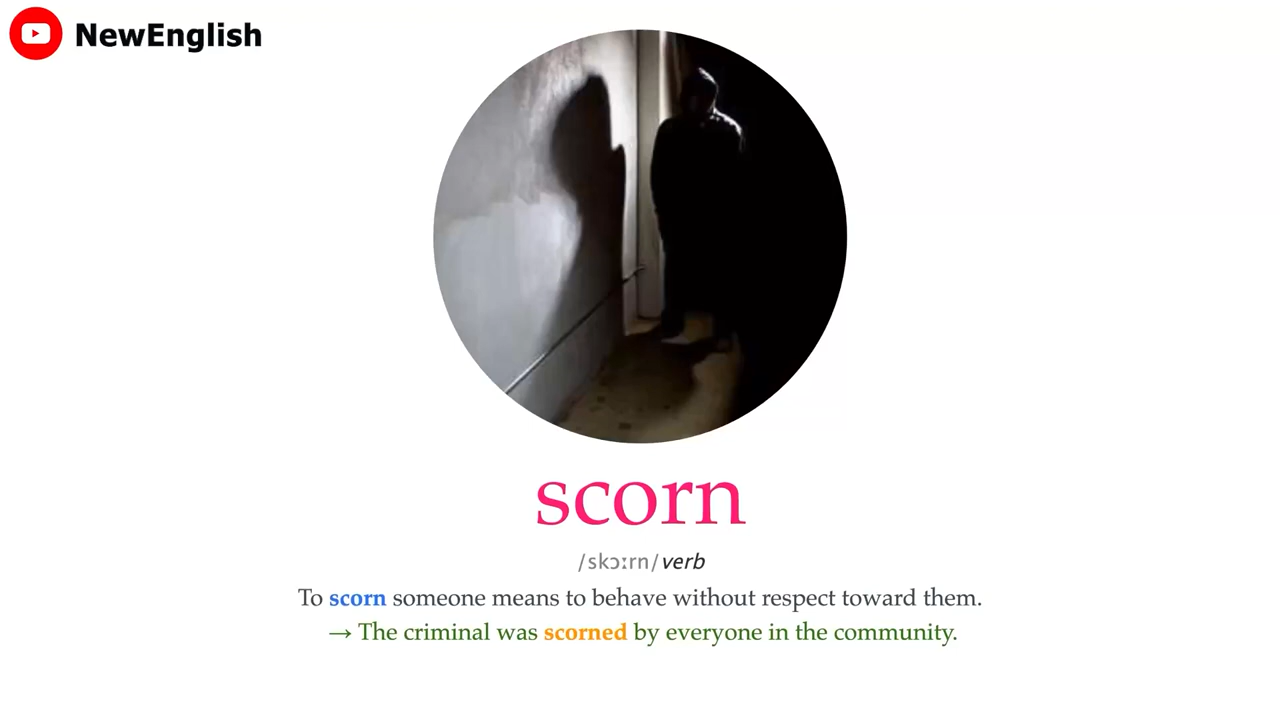 NewEnglish
scorn
/skɔːrn/verb
To scorn someone means to behave without respect toward them.
→ The criminal was scorned by everyone in the community.